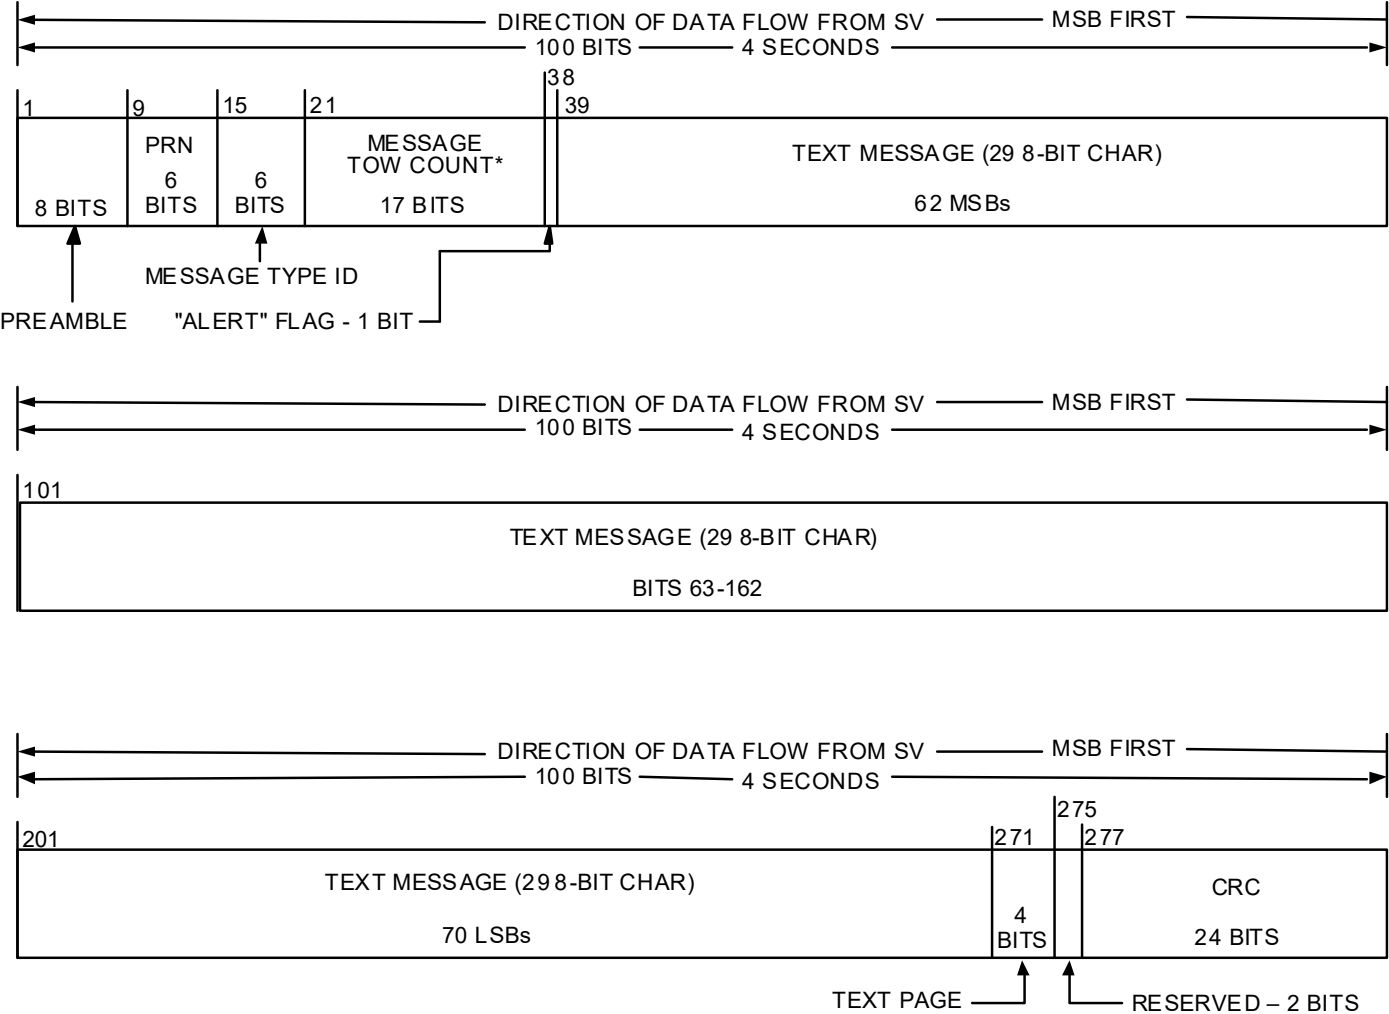 DIRECTION OF DATA FLOW FROM SV MSB FIRST
100 BITS 4 SECONDS
38
1 9 15 21 39
PRN MESSAGE
TOW COUNT*
TEXT MESSAGE (29 8-BIT CHAR)
6 6
8 BITS BITS BITS 17 BITS 62 MSBs
MESSAGE TYPE ID
PREAMBLE "ALERT" FLAG - 1 BIT
DIRECTION OF DATA FLOW FROM SV MSB FIRST
100 BITS 4 SECONDS
101
TEXT MESSAGE (29 8-BIT CHAR)
BITS 63-162
DIRECTION OF DATA FLOW FROM SV MSB FIRST
100 BITS 4 SECONDS
275
201 271 277
TEXT MESSAGE (29 8-BIT CHAR) CRC
4
70 LSBs BITS 24 BITS
TEXT PAGE RESERVED – 2 BITS